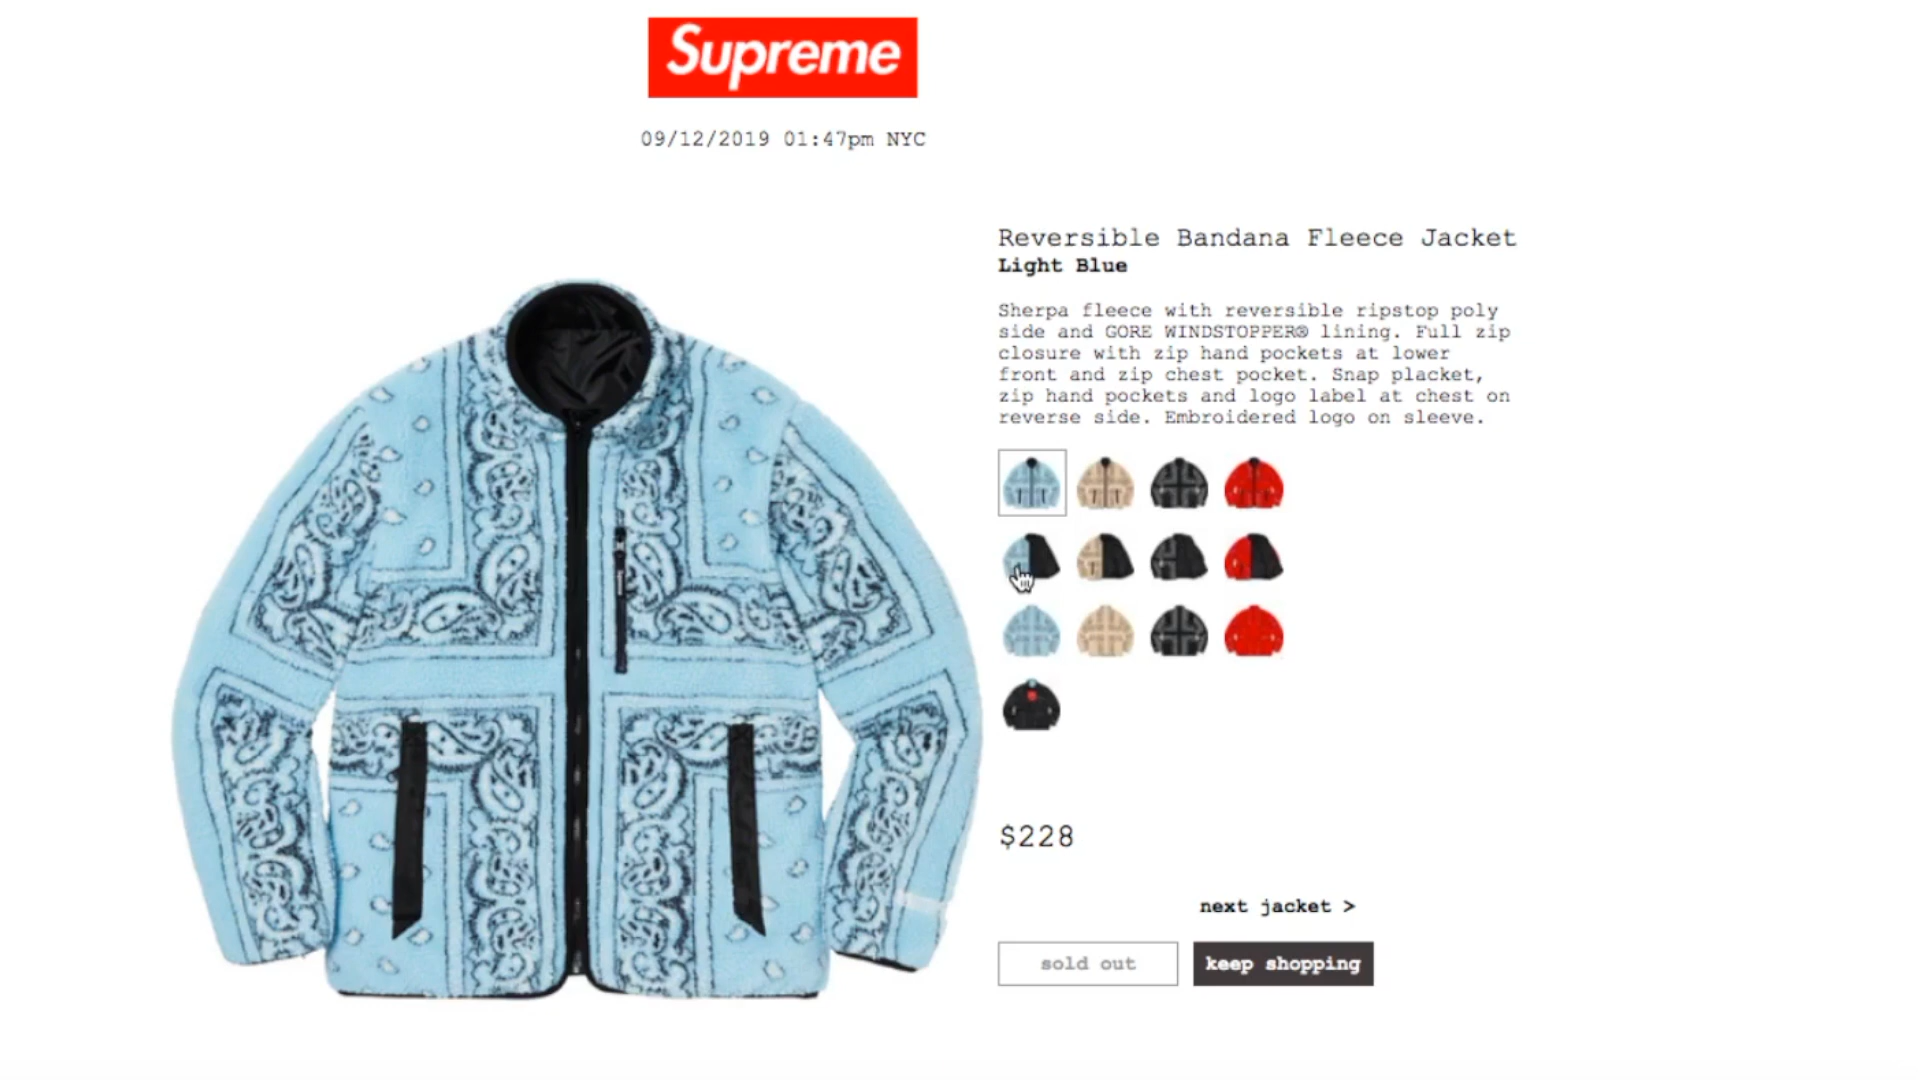 Supreme
09/12/2019 01:47pm NYC
Reversible Bandana Fleece Jacket
Light Blue
Sherpa fleece with reversible ripstop poly
side and GORE WINDSTOPPER® lining. Full zip
closure with zip hand pockets at lower
front and zip chest pocket. Snap placket,
zip hand pockets and logo label at chest on
reverse side. Embroidered logo on sleeve.
$228
next jacket >
sold out
keep shopping